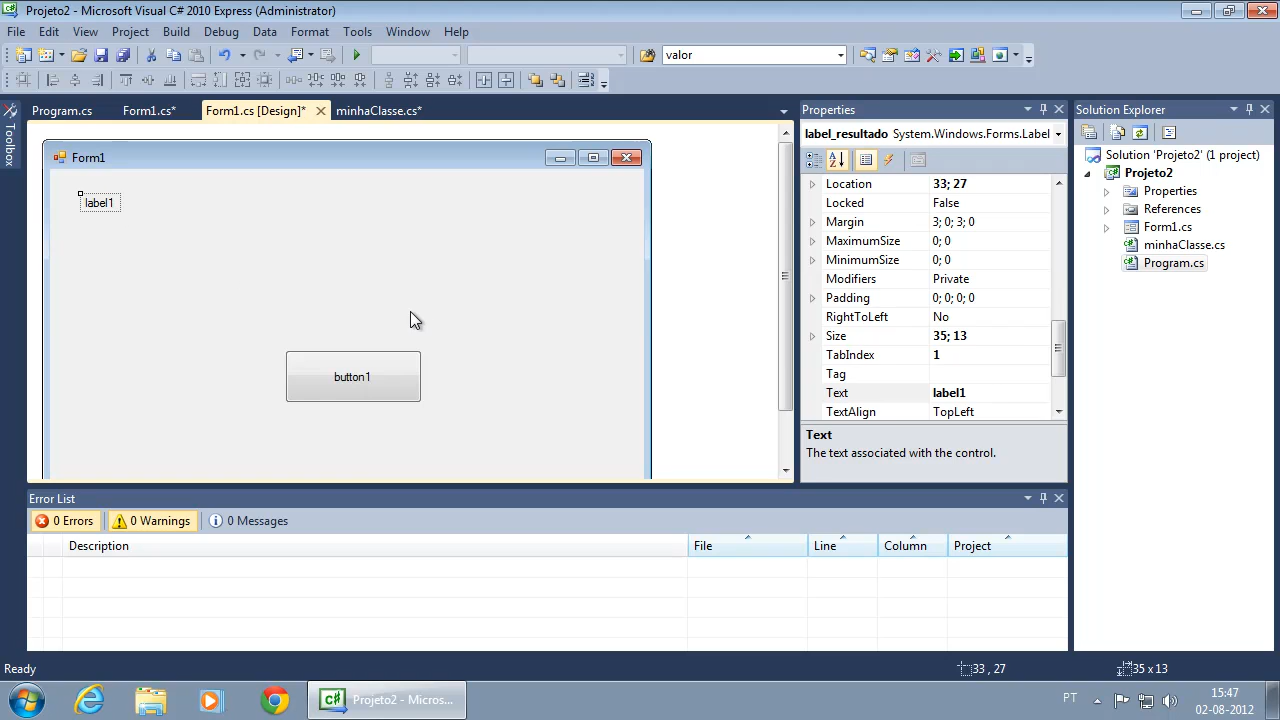 Projeto2 - Microsoft Visual C# 2010 Express (Administrator)
File Edit View Project Build Debug Data Format Tools Window Help
valor
Program.cs Form1.cs* Form1.cs [Design]* minhaClasse.cs*
Toolbox
Form1
label1
button1
Properties
label_resultado System.Windows.Forms.Label
Location 33; 27
Locked False
Margin 3; 0; 3; 0
MaximumSize 0; 0
MinimumSize 0; 0
Modifiers Private
Padding 0; 0; 0; 0
RightToLeft No
Size 35; 13
TabIndex 1
Tag
Text label1
TextAlign TopLeft
Text
The text associated with the control.
Solution Explorer
Solution 'Projeto2' (1 project)
Projeto2
Properties
References
Form1.cs
minhaClasse.cs
Program.cs
Error List
0 Errors 0 Warnings 0 Messages
Description File Line Column Project
Ready 33 , 27 35 x 13
C# Projeto2 - Micros... PT 15:47
02-08-2012